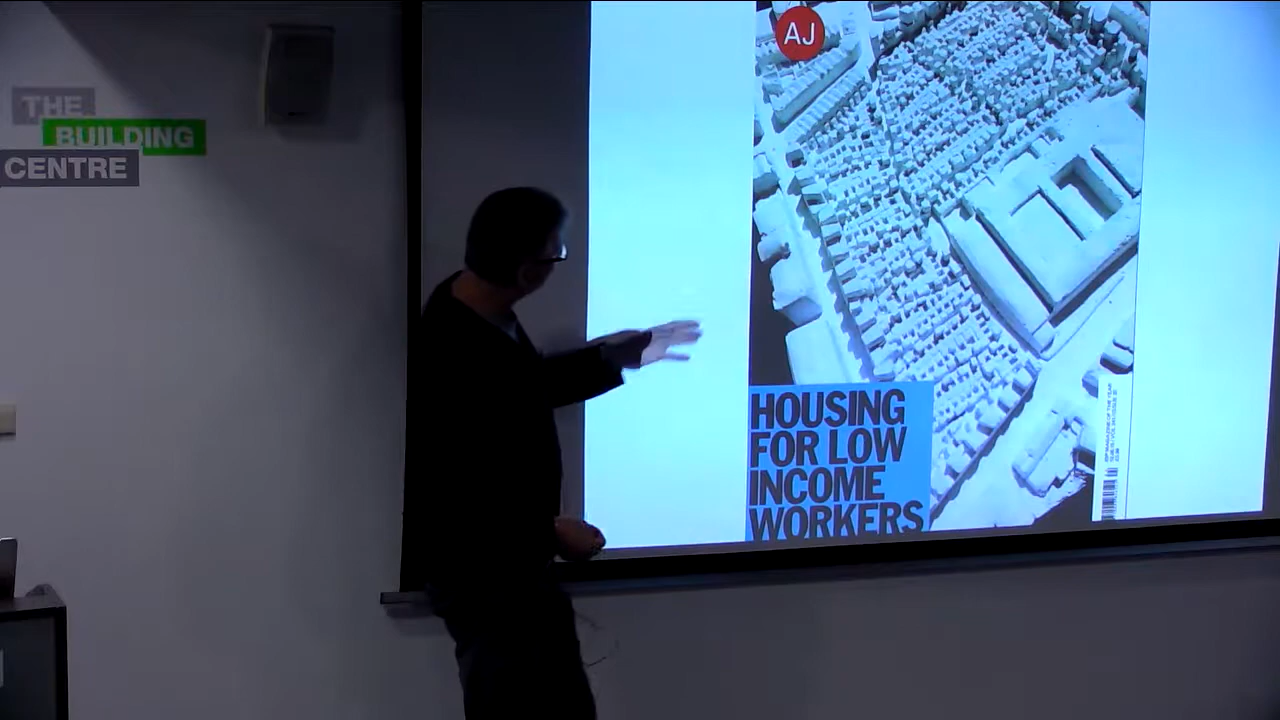 THE
BUILDING
CENTRE
AJ
HOUSING
FOR LOW
INCOME
WORKERS